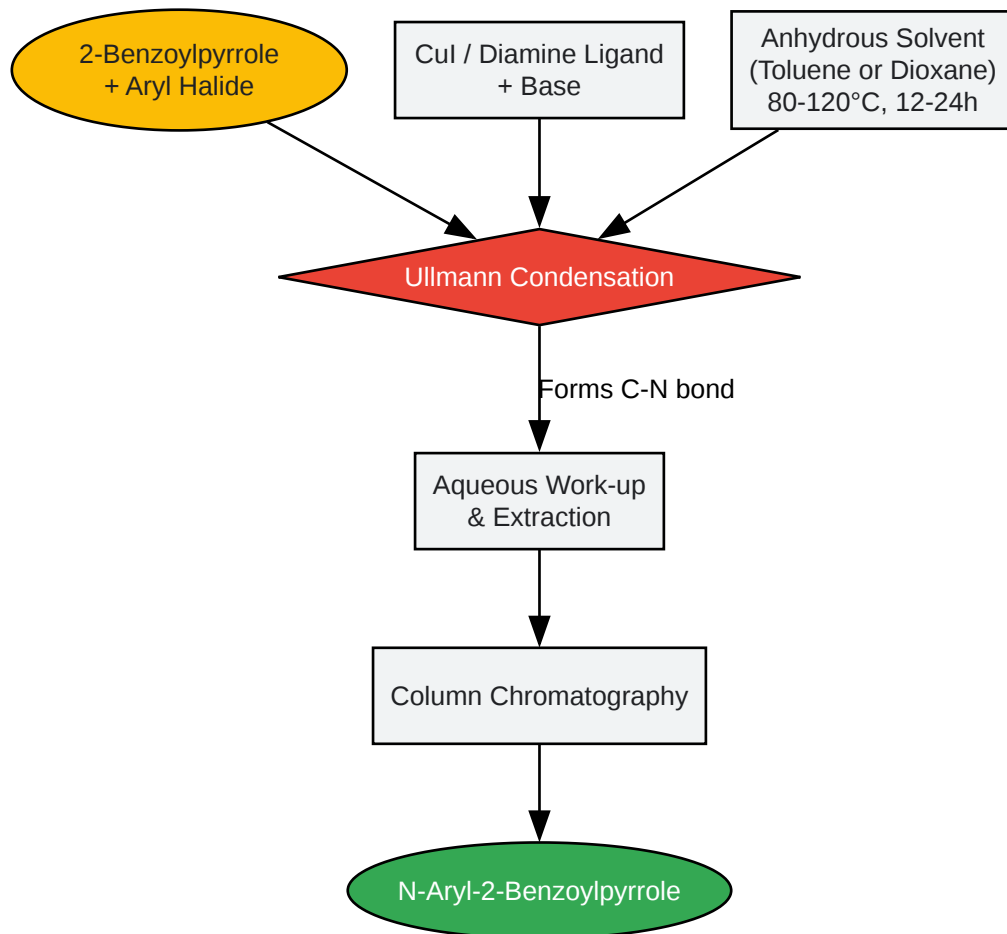 2-Benzoylpyrrole
+ Aryl Halide
CuI / Diamine Ligand
+ Base
Anhydrous Solvent
(Toluene or Dioxane)
80-120°C, 12-24h
Ullmann Condensation
Forms C-N bond
Aqueous Work-up
& Extraction
Column Chromatography
N-Aryl-2-Benzoylpyrrole